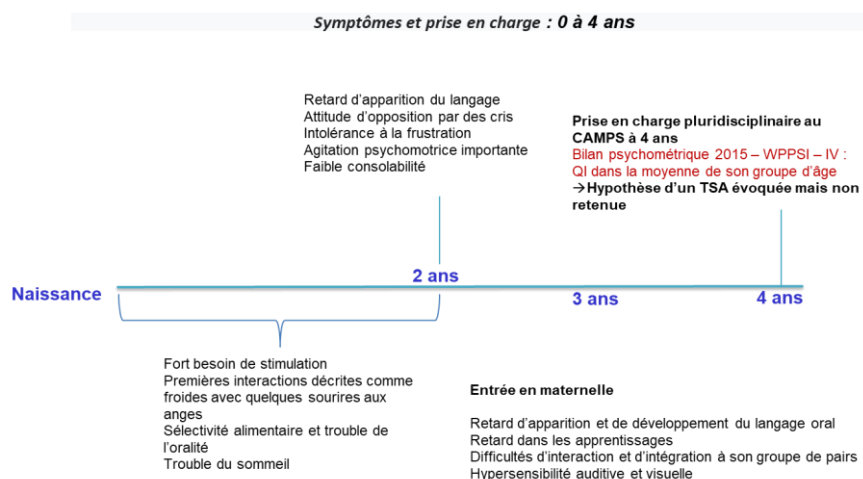 Symptômes et prise en charge : 0 à 4 ans
Retard d'apparition du langage
Attitude d'opposition par des cris
Intolérance à la frustration
Agitation psychomotrice importante
Faible consolabilité
Prise en charge pluridisciplinaire au
CAMPS à 4 ans
Bilan psychométrique 2015 – WPPSI – IV :
QI dans la moyenne de son groupe d'âge
→Hypothèse d'un TSA évoquée mais non
retenue
Naissance
2 ans
3 ans
4 ans
Fort besoin de stimulation
Premières interactions décrites comme
froides avec quelques sourires aux
anges
Sélectivité alimentaire et trouble de
l'oralité
Trouble du sommeil
Entrée en maternelle
Retard d'apparition et de développement du langage oral
Retard dans les apprentissages
Difficultés d'interaction et d'intégration à son groupe de pairs
Hypersensibilité auditive et visuelle